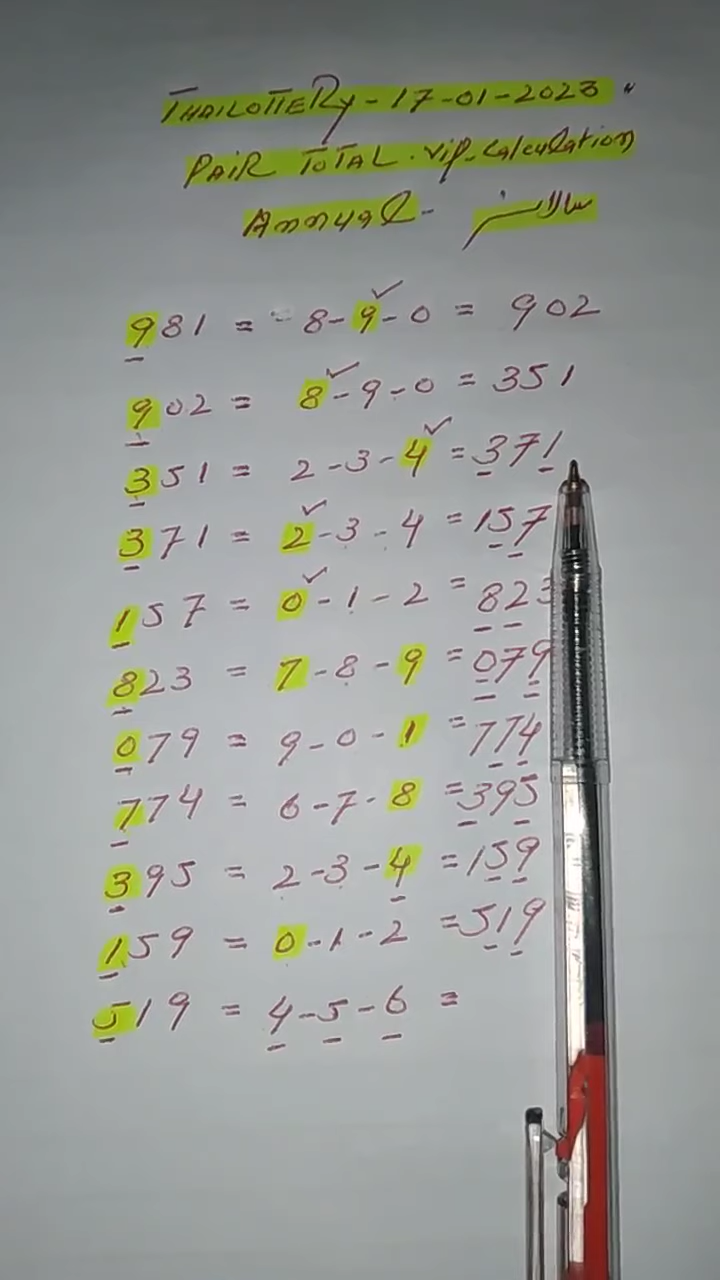 THAILOTTERY - 17-01-2023 "
PAIR TOTAL. VIP. Calculation
Annual - سالانہ
981 = - 8-9-0 = 902
902 = 8-9-0 = 351
351 = 2-3-4 = 371
371 = 2-3-4 = 157
157 = 0-1-2 = 823
823 = 7-8-9 = 079
079 = 9-0-1 = 774
774 = 6-7-8 = 395
395 = 2-3-4 = 159
159 = 0-1-2 = 519
519 = 4-5-6 =